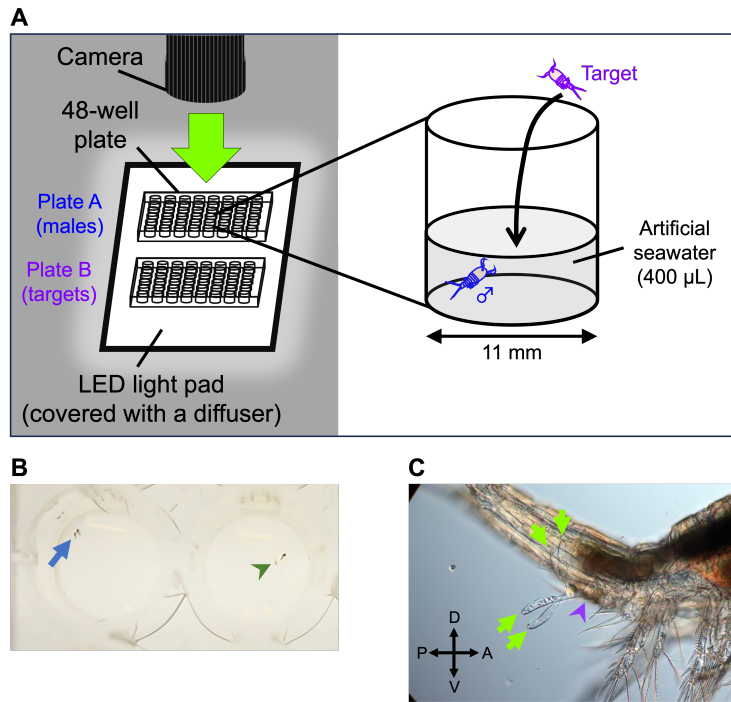 A
Camera
48-well
plate
Plate A
(males)
Plate B
(targets)
LED light pad
(covered with a diffuser)
Target
Artificial
seawater
(400 µL)
♂
11 mm
B
C
D
P
A
V